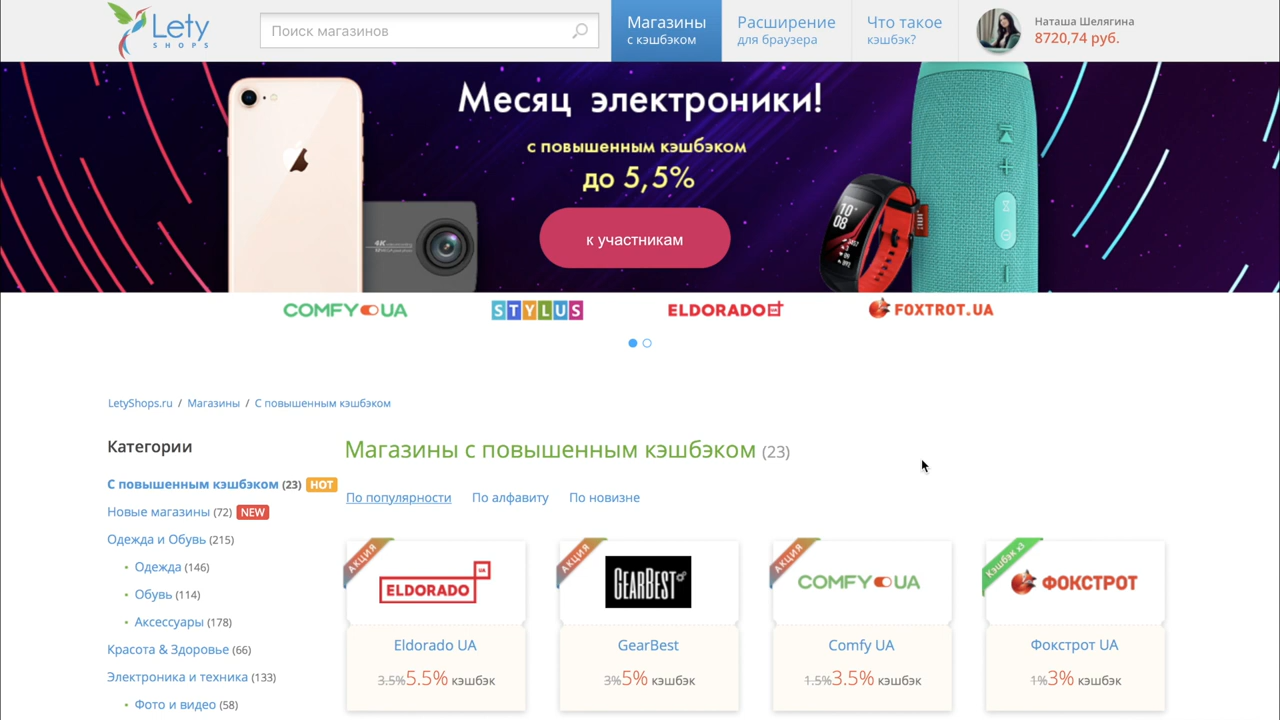 Lety
SHOPS
Поиск магазинов
Магазины
с кэшбэком
Расширение
для браузера
Что такое
кэшбэк?
Наташа Шелягина
8720,74 руб.
Месяц электроники!
с повышенным кэшбэком
до 5,5%
к участникам
4K
10
08
COMFY UA
STYLUS
ELDORADO
FOXTROT.UA
LetyShops.ru / Магазины / С повышенным кэшбэком
Категории
С повышенным кэшбэком (23) HOT
Новые магазины (72) NEW
Одежда и Обувь (215)
• Одежда (146)
• Обувь (114)
• Аксессуары (178)
Красота & Здоровье (66)
Электроника и техника (133)
• Фото и видео (58)
Магазины с повышенным кэшбэком (23)
По популярности По алфавиту По новизне
АКЦИЯ
ELDORADO UA
Eldorado UA
3.5% 5.5% кэшбэк
АКЦИЯ
GEARBEST
GearBest
3% 5% кэшбэк
АКЦИЯ
COMFY UA
Comfy UA
1.5% 3.5% кэшбэк
Кэшбэк x3
ФОКСТРОТ
Фокстрот UA
1% 3% кэшбэк